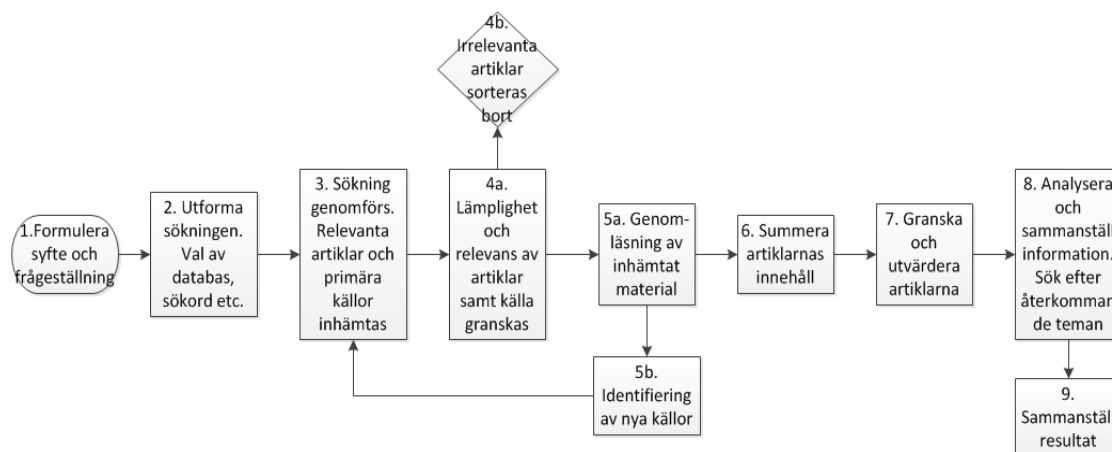 1.Formulera
syfte och
frågeställning
2. Utforma
sökningen.
Val av
databas,
sökord etc.
3. Sökning
genomförs.
Relevanta
artiklar och
primära
källor
inhämtas
4a.
Lämplighet
och
relevans av
artiklar
samt källa
granskas
4b.
Irrelevanta
artiklar
sorteras
bort
5a. Genom-
läsning av
inhämtat
material
5b.
Identifiering
av nya källor
6. Summera
artiklarnas
innehåll
7. Granska
och
utvärdera
artiklarna
8. Analysera
och
sammanställ
information.
Sök efter
återkomman
de teman
9.
Sammanställ
resultat